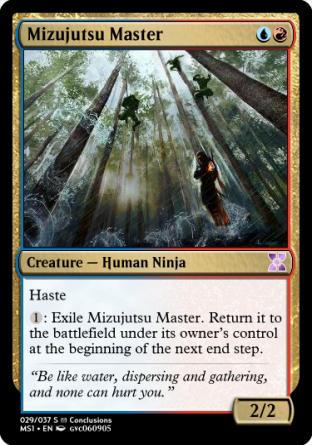 Mizujutsu Master
Creature — Human Ninja
Haste
1: Exile Mizujutsu Master. Return it to
the battlefield under its owner's control
at the beginning of the next end step.
"Be like water, dispersing and gathering,
and none can hurt you."
2/2
029/037 S Conclusions
MS1 • EN gvc060905